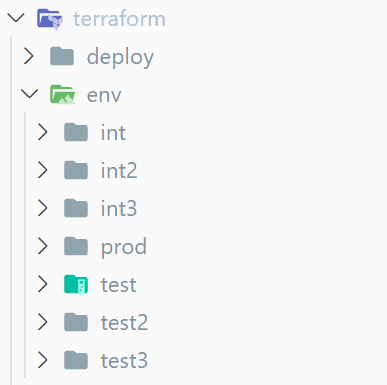 terraform
deploy
env
int
int2
int3
prod
test
test2
test3